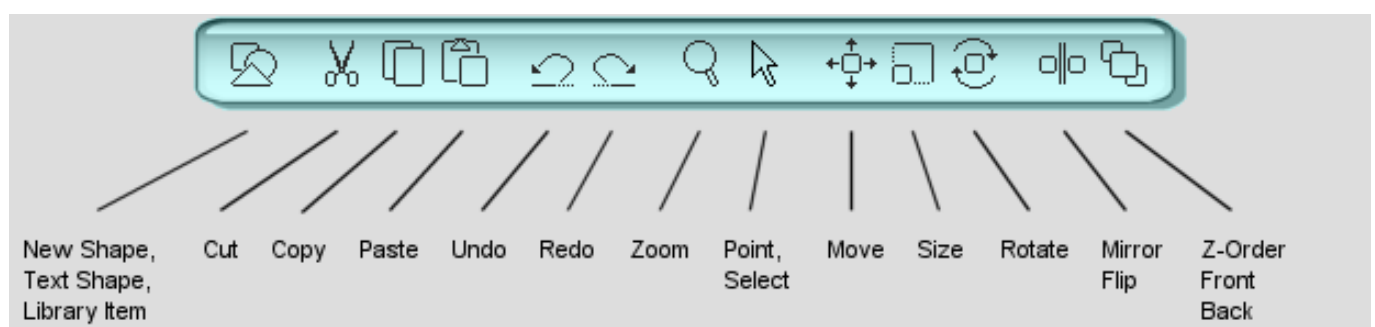 New Shape,
Text Shape,
Library Item
Cut
Copy
Paste
Undo
Redo
Zoom
Point,
Select
Move
Size
Rotate
Mirror
Flip
Z-Order
Front
Back